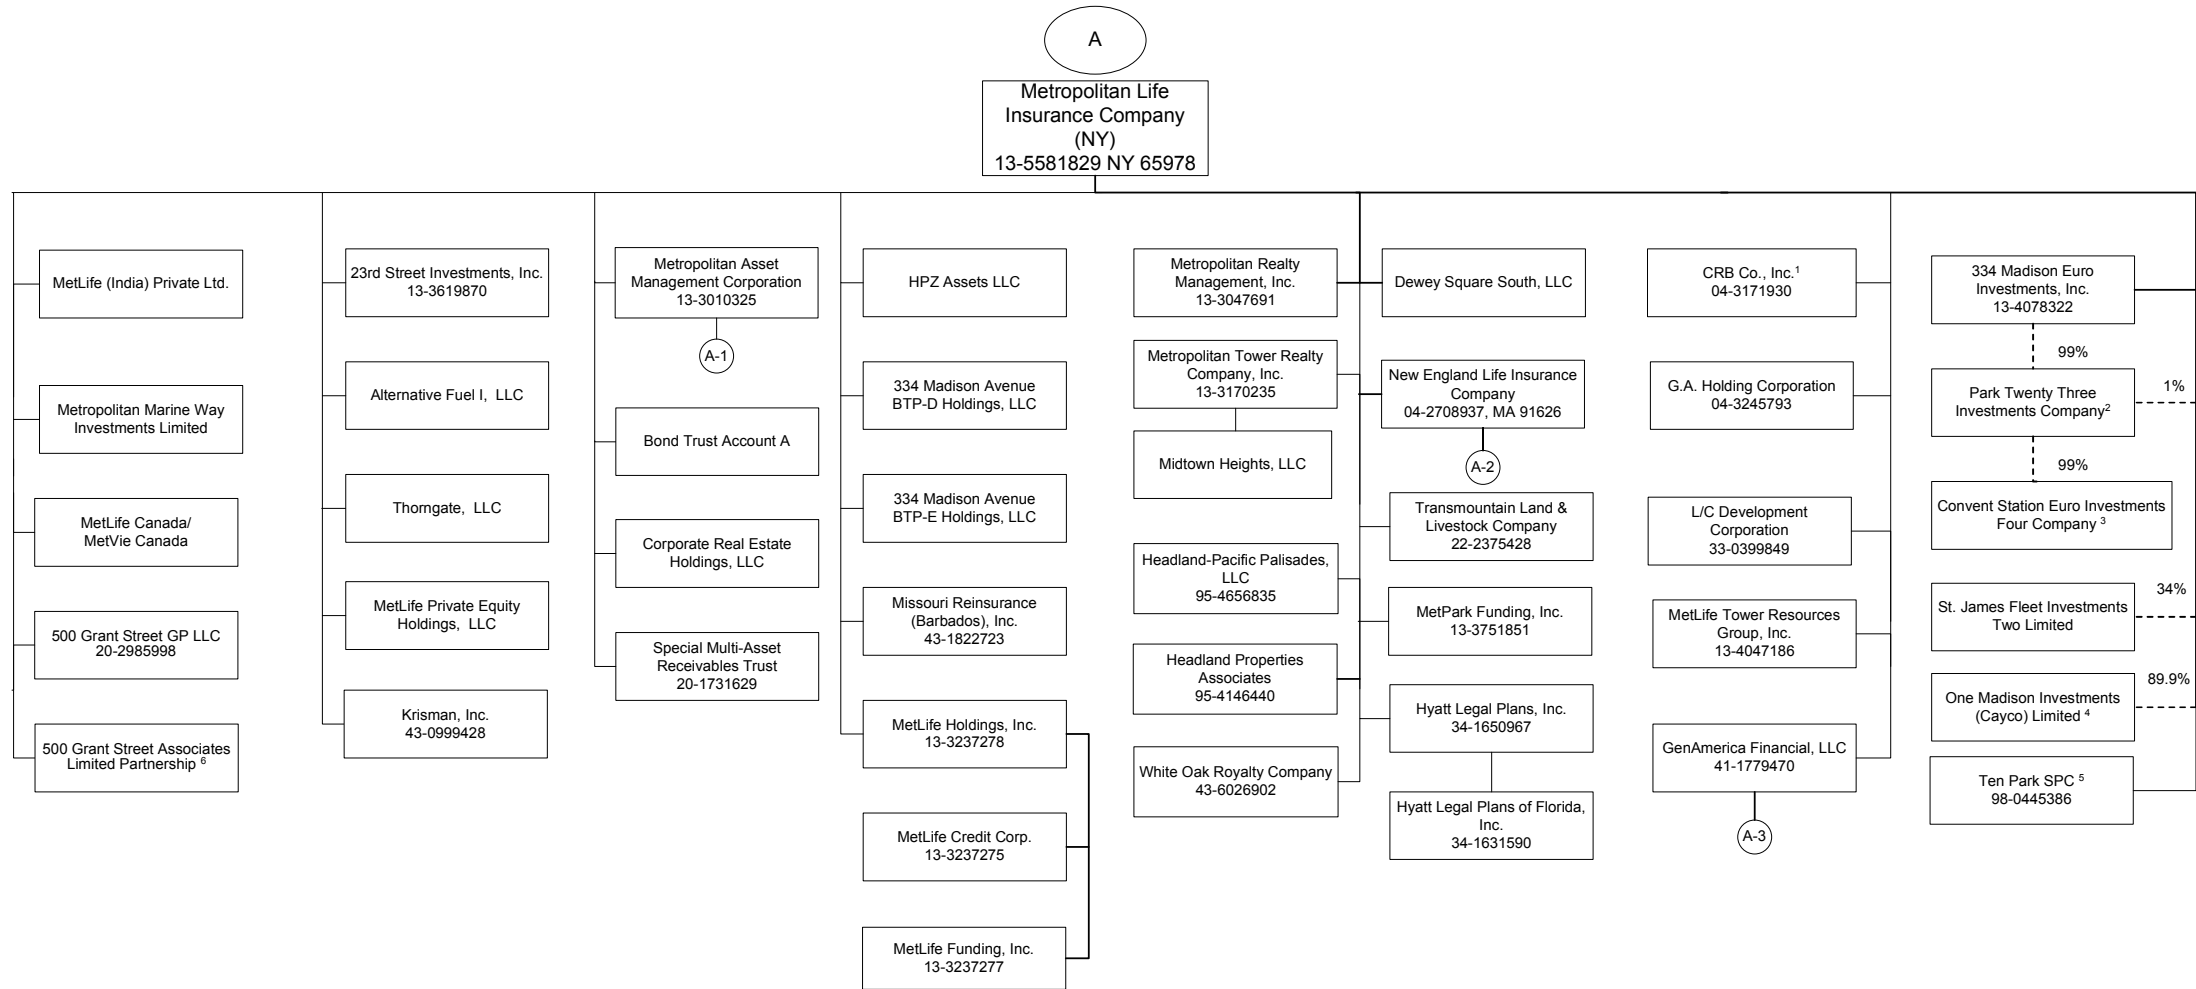 A
Metropolitan Life
Insurance Company
(NY)
13-5581829 NY 65978
MetLife (India) Private Ltd.
Metropolitan Marine Way
Investments Limited
MetLife Canada/
MetVie Canada
500 Grant Street GP LLC
20-2985998
500 Grant Street Associates
Limited Partnership 6
23rd Street Investments, Inc.
13-3619870
Alternative Fuel I, LLC
Thorngate, LLC
MetLife Private Equity
Holdings, LLC
Krisman, Inc.
43-0999428
Metropolitan Asset
Management Corporation
13-3010325
A-1
Bond Trust Account A
Corporate Real Estate
Holdings, LLC
Special Multi-Asset
Receivables Trust
20-1731629
HPZ Assets LLC
334 Madison Avenue
BTP-D Holdings, LLC
334 Madison Avenue
BTP-E Holdings, LLC
Missouri Reinsurance
(Barbados), Inc.
43-1822723
MetLife Holdings, Inc.
13-3237278
MetLife Credit Corp.
13-3237275
MetLife Funding, Inc.
13-3237277
Metropolitan Realty
Management, Inc.
13-3047691
Metropolitan Tower Realty
Company, Inc.
13-3170235
Midtown Heights, LLC
Headland-Pacific Palisades,
LLC
95-4656835
Headland Properties
Associates
95-4146440
White Oak Royalty Company
43-6026902
Dewey Square South, LLC
New England Life Insurance
Company
04-2708937, MA 91626
A-2
Transmountain Land &
Livestock Company
22-2375428
MetPark Funding, Inc.
13-3751851
Hyatt Legal Plans, Inc.
34-1650967
Hyatt Legal Plans of Florida,
Inc.
34-1631590
CRB Co., Inc.1
04-3171930
G.A. Holding Corporation
04-3245793
L/C Development
Corporation
33-0399849
MetLife Tower Resources
Group, Inc.
13-4047186
GenAmerica Financial, LLC
41-1779470
A-3
334 Madison Euro
Investments, Inc.
13-4078322
99%
Park Twenty Three
Investments Company2
1%
99%
Convent Station Euro Investments
Four Company 3
St. James Fleet Investments
Two Limited
34%
One Madison Investments
(Cayco) Limited 4
89.9%
Ten Park SPC 5
98-0445386